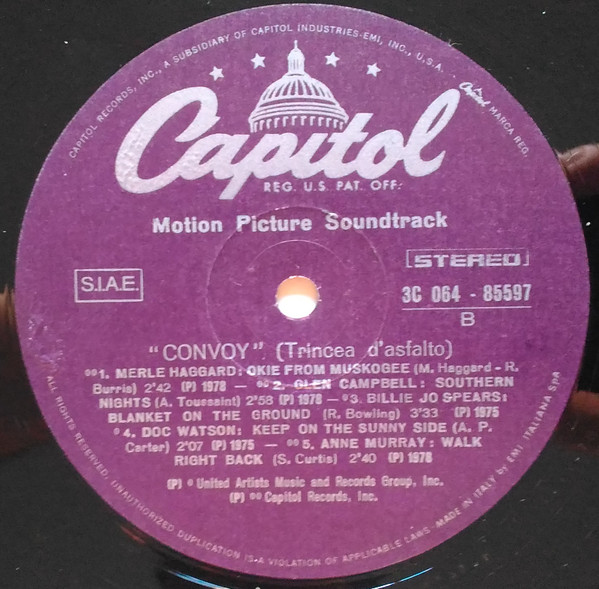 CAPITOL RECORDS, INC., A SUBSIDIARY OF CAPITOL INDUSTRIES-EMI, INC., U.S.A. . . . Capitol MARCA REG.
Capitol
REG. U.S. PAT. OFF.
Motion Picture Soundtrack
STEREO
S.I.A.E.
3C 064 - 85597
B
"CONVOY". (Trincea d'asfalto)
°°1. MERLE HAGGARD: OKIE FROM MUSKOGEE (M. Haggard - R.
Burris) 2'42 (P) 1978 — °° 2. GLEN CAMPBELL: SOUTHERN
NIGHTS (A. Toussaint) 2'58 (P) 1978 — °3. BILLIE JO SPEARS:
BLANKET ON THE GROUND (R. Bowling) 3'33 (P) 1975
°4. DOC WATSON: KEEP ON THE SUNNY SIDE (A. P.
Carter) 2'07 (P) 1975 — °°5. ANNE MURRAY: WALK
RIGHT BACK (S. Curtis) 2'40 (P) 1978
(P) ° United Artists Music and Records Group, Inc.
(P) °° Capitol Records, Inc.
ALL RIGHTS RESERVED. UNAUTHORIZED DUPLICATION IS A VIOLATION OF APPLICABLE LAWS - MADE IN ITALY by EMI ITALIANA SPA